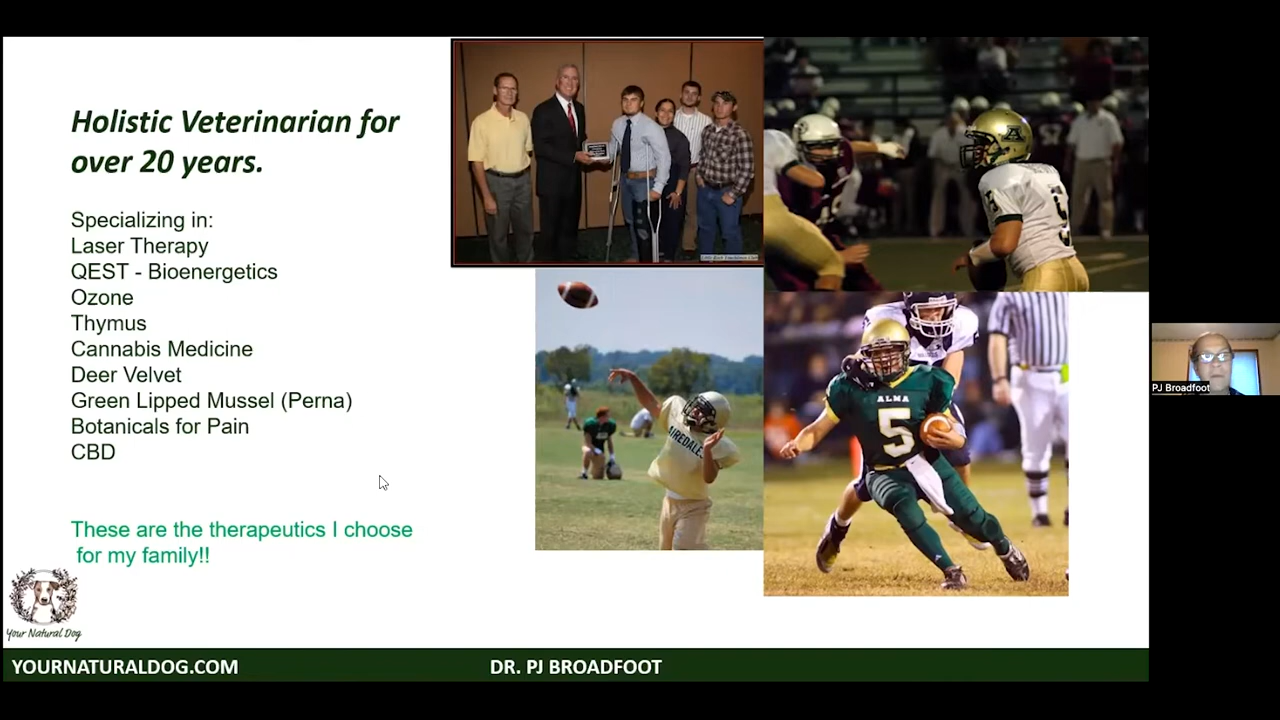 Holistic Veterinarian for
over 20 years.
Specializing in:
Laser Therapy
QEST - Bioenergetics
Ozone
Thymus
Cannabis Medicine
Deer Velvet
Green Lipped Mussel (Perna)
Botanicals for Pain
CBD
These are the therapeutics I choose
for my family!!
A
5
AIREDALES
ALMA
5
PJ Broadfoot
Your Natural Dog
YOURNATURALDOG.COM
DR. PJ BROADFOOT